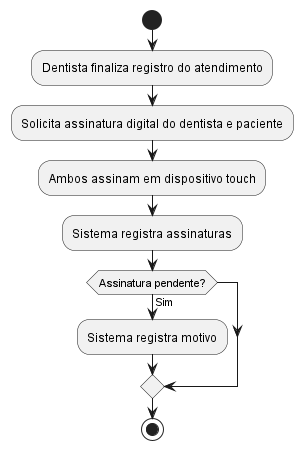 Dentista finaliza registro do atendimento
Solicita assinatura digital do dentista e paciente
Ambos assinam em dispositivo touch
Sistema registra assinaturas
Assinatura pendente?
Sim
Sistema registra motivo